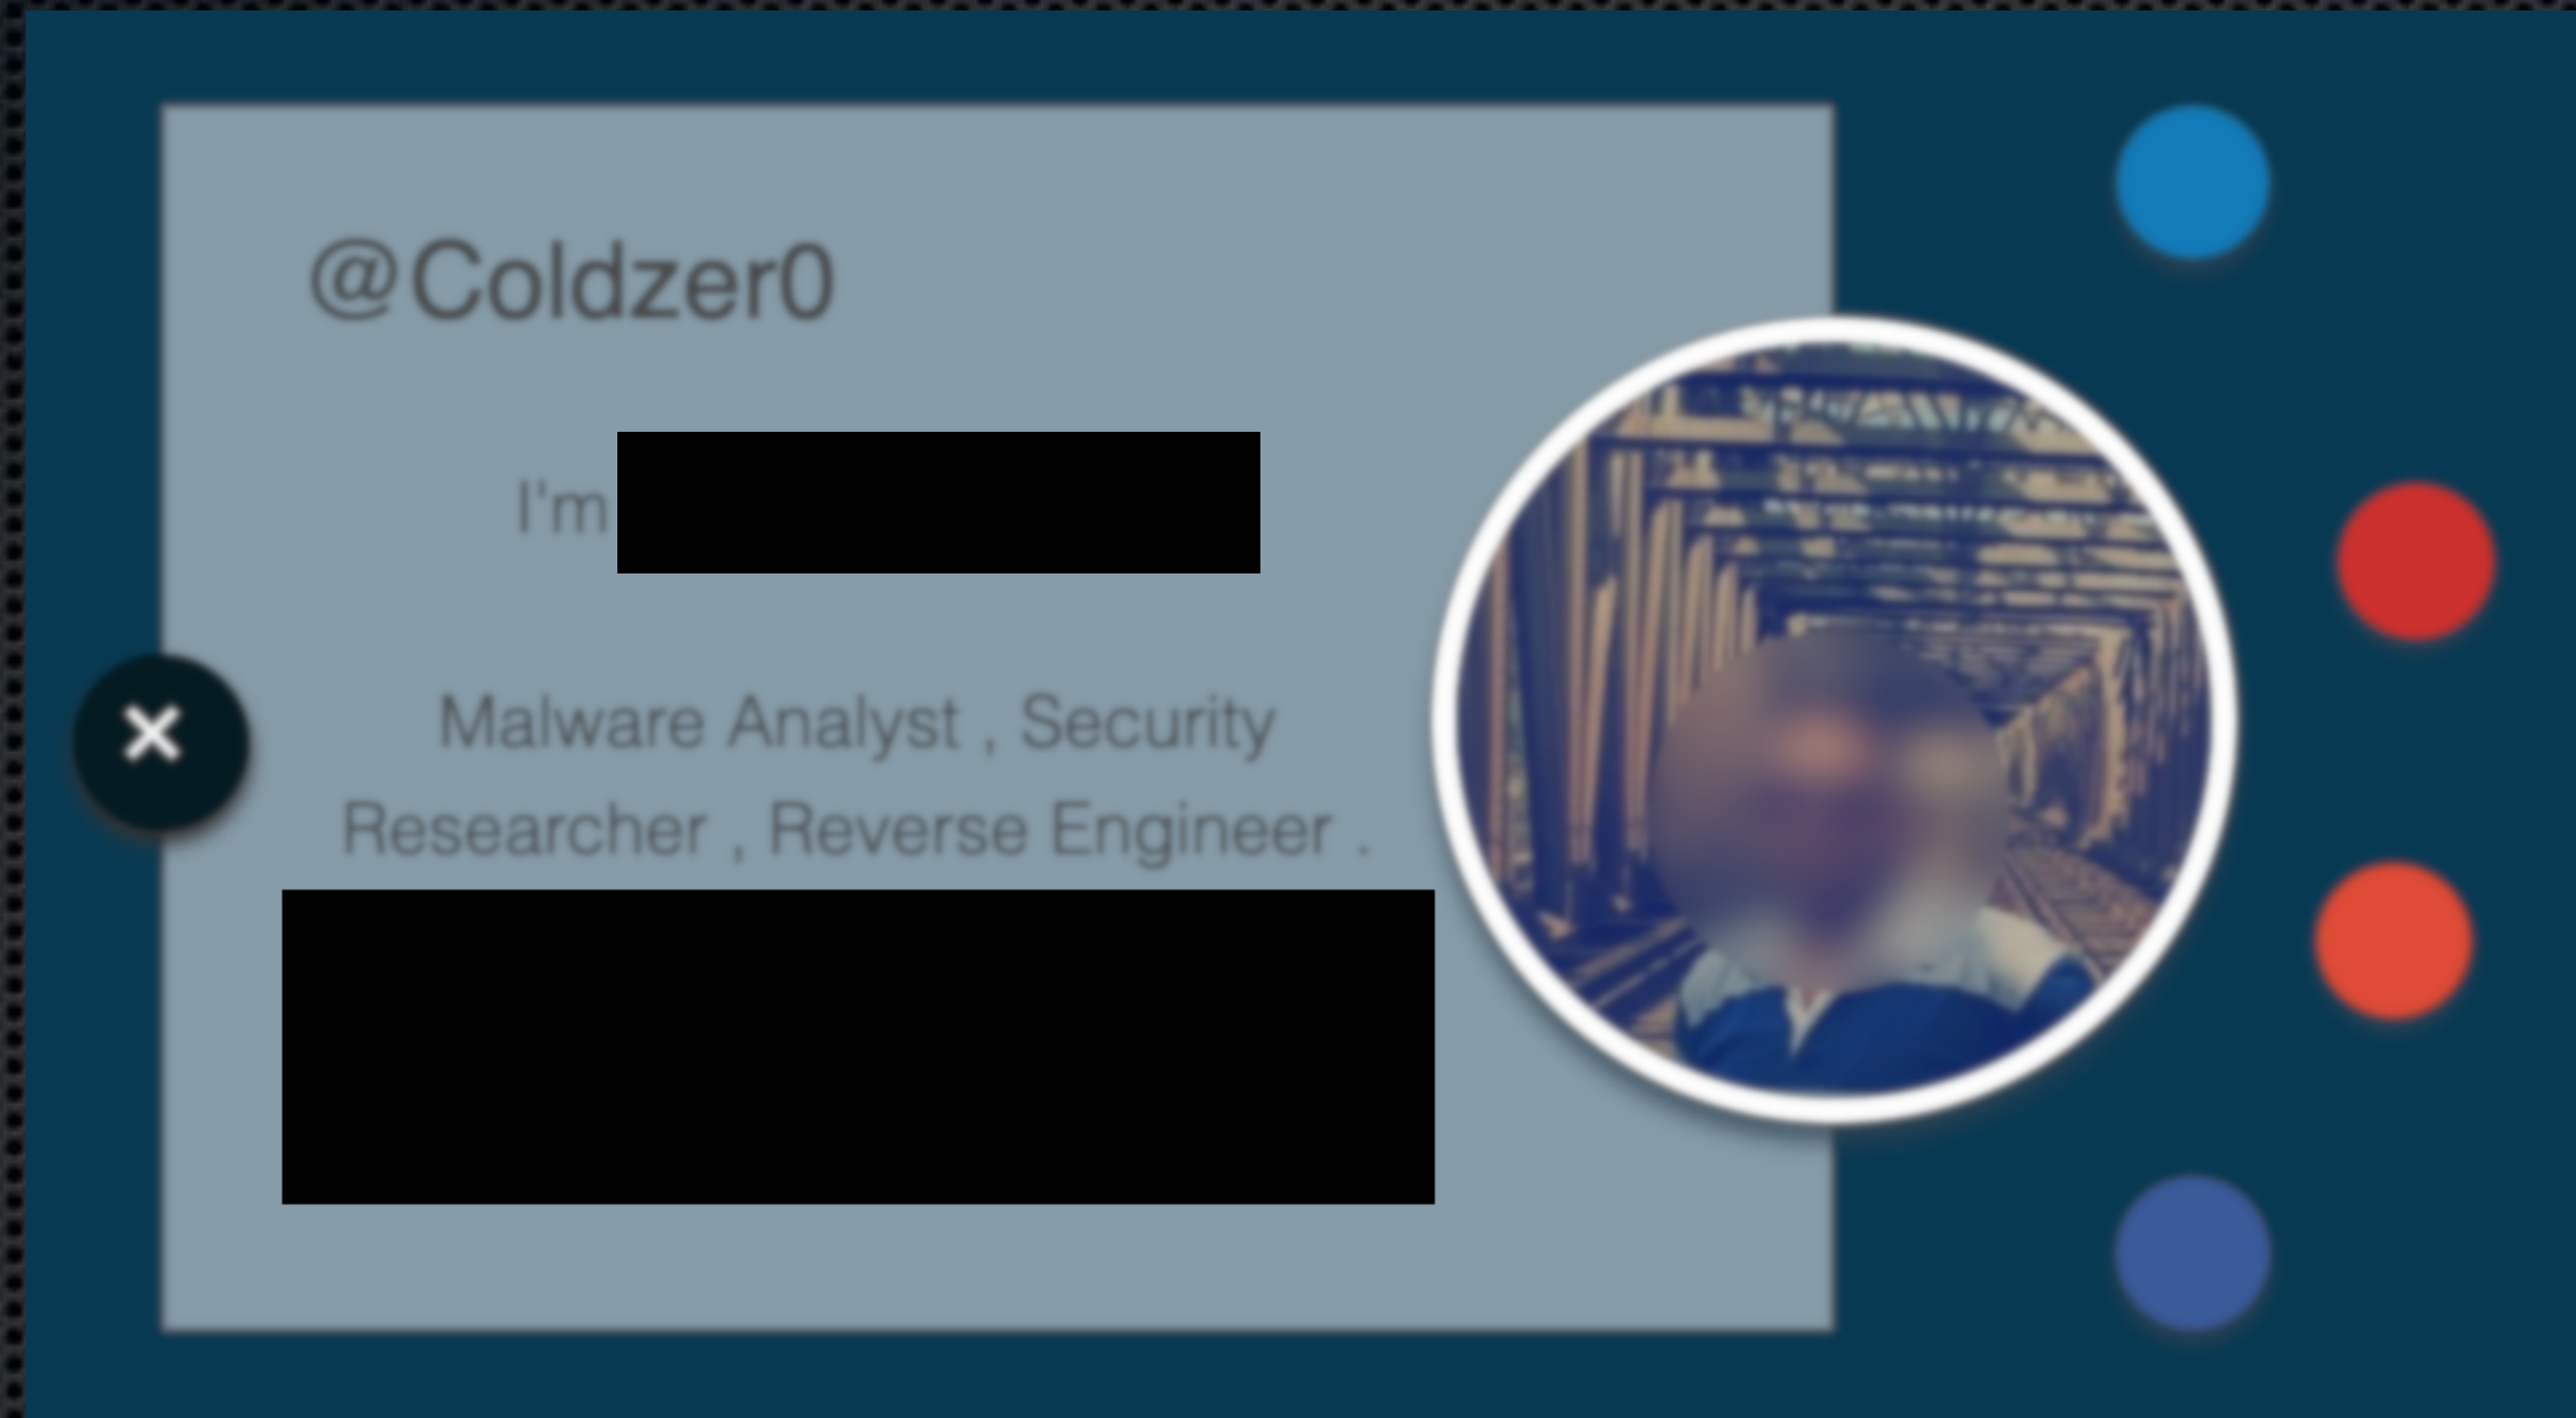 @Coldzer0
I'm
Malware Analyst , Security
Researcher , Reverse Engineer .